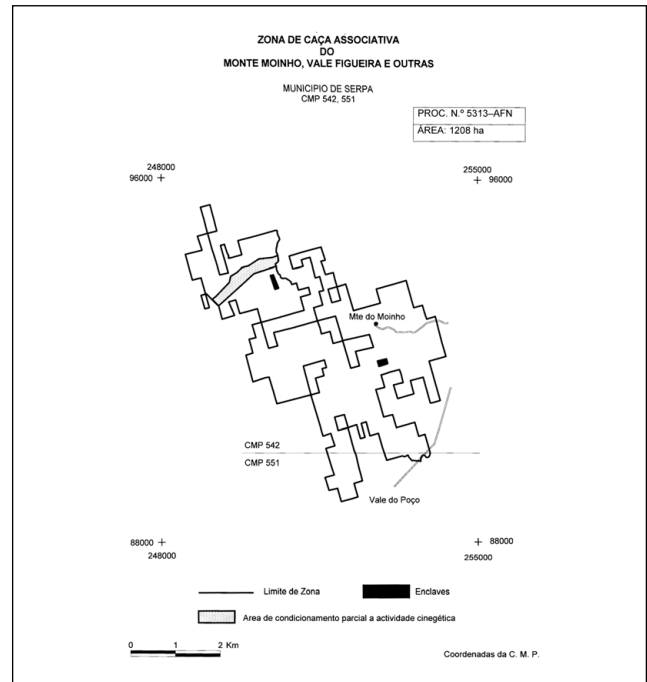 ZONA DE CAÇA ASSOCIATIVA
DO
MONTE MOINHO, VALE FIGUEIRA E OUTRAS
MUNICIPIO DE SERPA
CMP 542, 551
PROC. N.º 5313–AFN
ÁREA: 1208 ha
248000
96000
255000
96000
Mte do Moinho
CMP 542
CMP 551
Vale do Poço
88000
248000
88000
255000
Limite de Zona
Enclaves
Area de condicionamento parcial a actividade cinegética
0 1 2 Km
Coordenadas da C. M. P.